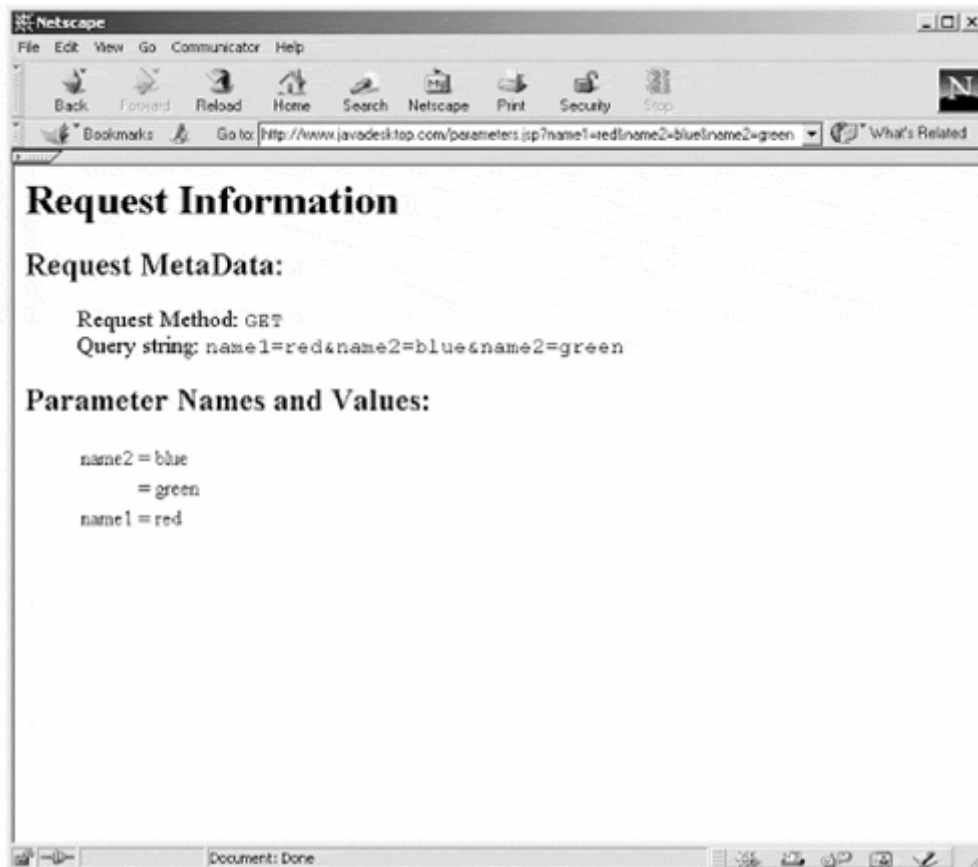 Netscape
File Edit View Go Communicator Help
Back Forward Reload Home Search Netscape Print Security Stop
N
Bookmarks Go to: http://www.javadesktop.com/parameters.jsp?name1=red&name2=blue&name2=green What's Related
Request Information
Request MetaData:
Request Method: GET
Query string: name1=red&name2=blue&name2=green
Parameter Names and Values:
name2 = blue
= green
name1 = red
Document: Done